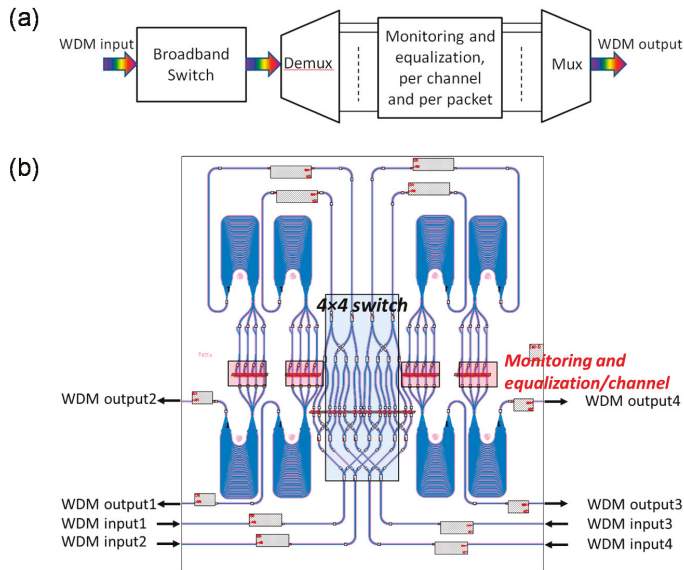 (a)
WDM input
Broadband
Switch
Demux
Monitoring and
equalization,
per channel
and per packet
Mux
WDM output
(b)
4×4 switch
Monitoring and
equalization/channel
WDM output2
WDM output4
WDM output1
WDM output3
WDM input1
WDM input3
WDM input2
WDM input4